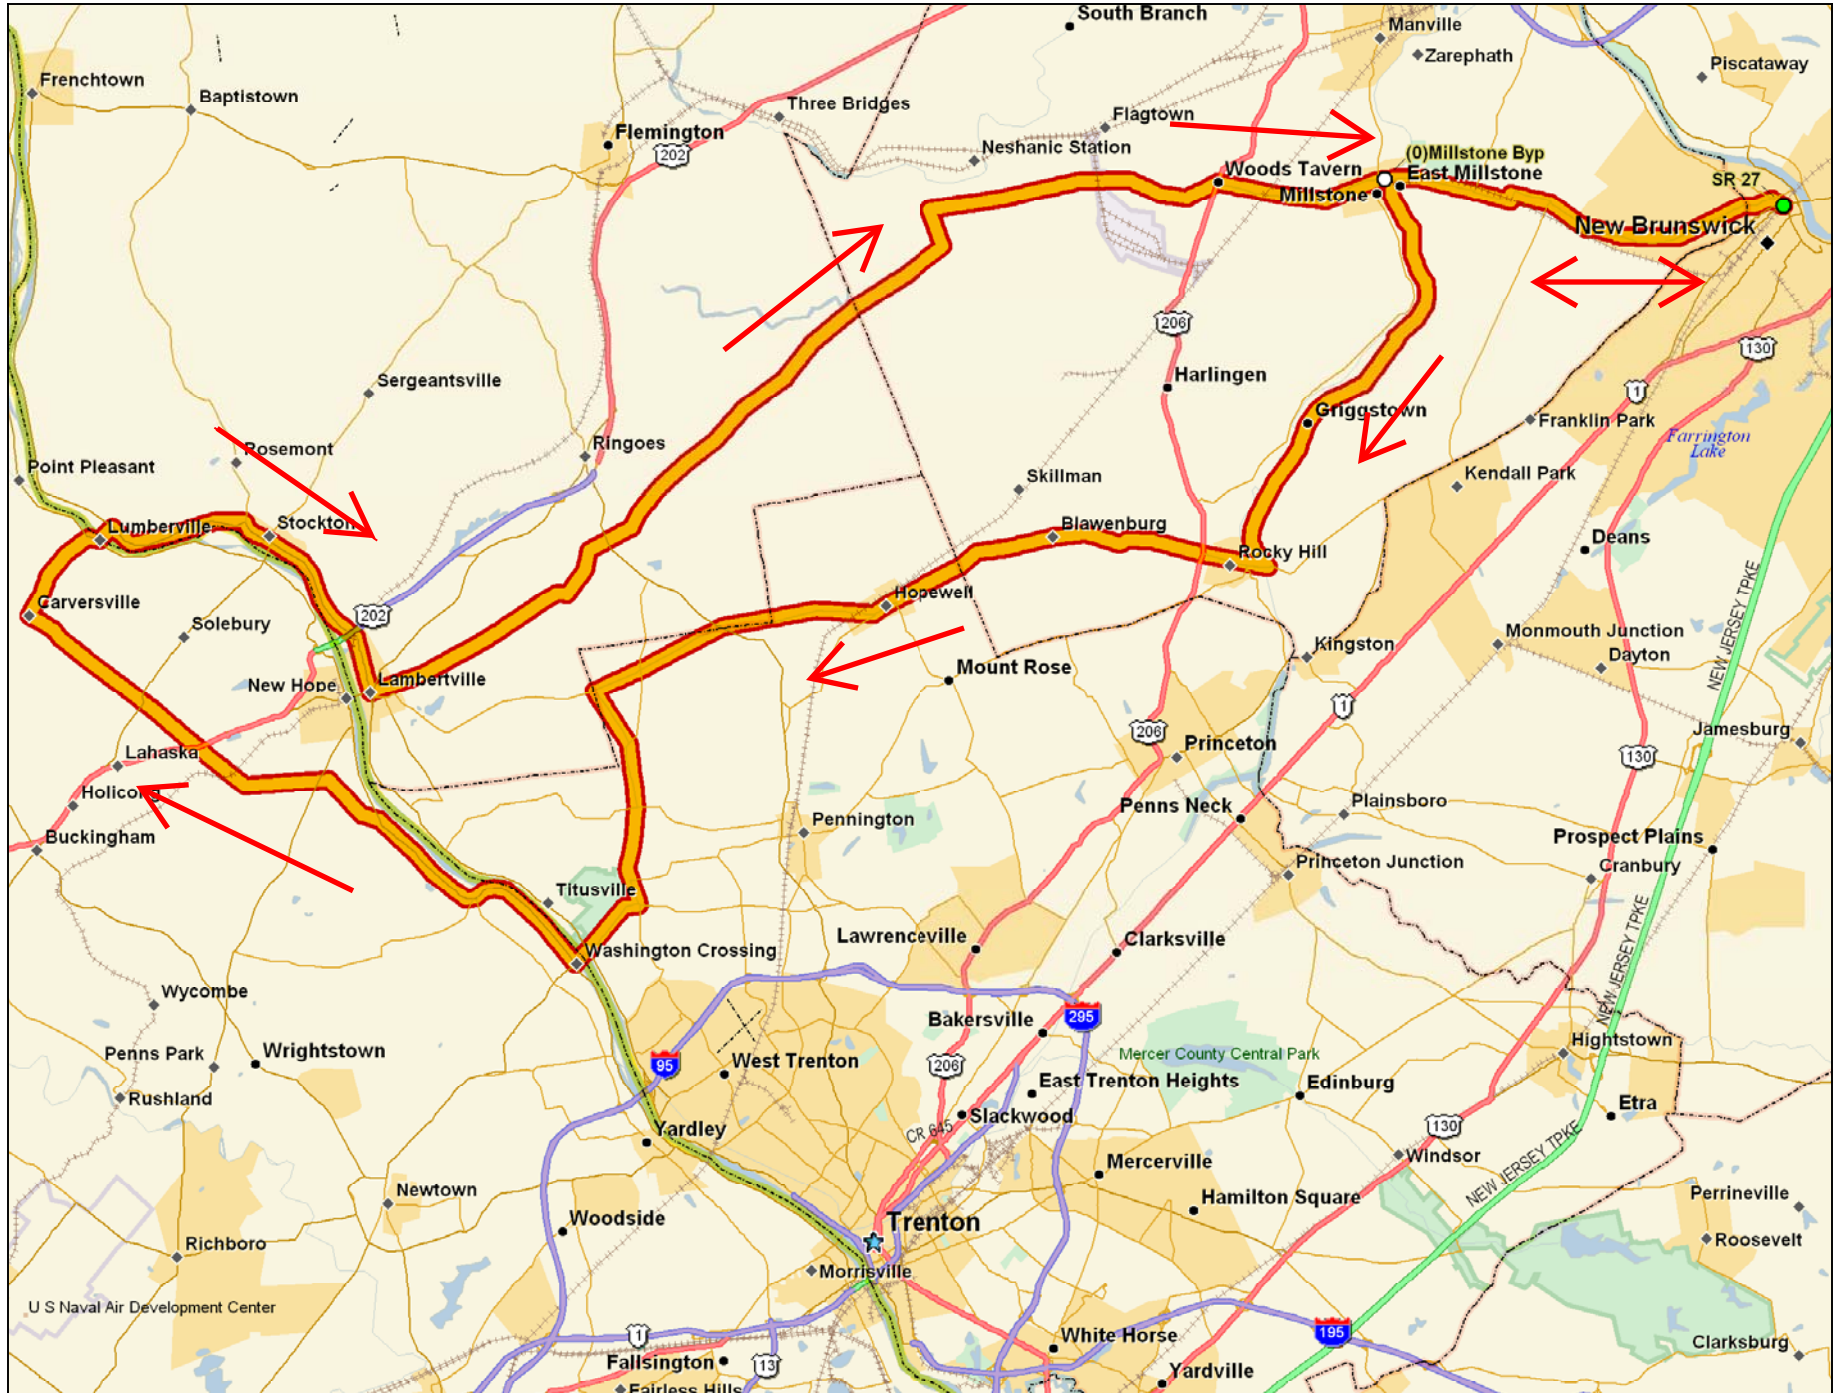 South Branch
Manville
Zarephath
Piscataway
Frenchtown
Baptistown
Three Bridges
Flagtown
Flemington
202
Neshanic Station
(0)Millstone Byp
Woods Tavern
East Millstone
SR 27
Millstone
New Brunswick
206
130
Sergeantsville
Harlingen
1
Griggstown
Franklin Park
Farrington
Lake
Rosemont
Ringoes
Point Pleasant
Skillman
Kendall Park
Lumberville
Stockton
Blawenburg
Deans
Rocky Hill
NEW JERSEY TPKE
Carversville
Hopewell
202
Solebury
Monmouth Junction
Kingston
Dayton
Mount Rose
New Hope
Lambertville
1
206
Jamesburg
Princeton
Lahaska
130
Holicong
Penns Neck
Plainsboro
Pennington
Buckingham
Prospect Plains
Princeton Junction
Cranbury
Titusville
NEW JERSEY TPKE
Lawrenceville
Clarksville
Washington Crossing
Wycombe
295
Bakersville
Penns Park
Wrightstown
95
West Trenton
206
Mercer County Central Park
Hightstown
East Trenton Heights
Edinburg
Rushland
Slackwood
Etra
CR 645
Yardley
130
NEW JERSEY TPKE
Mercerville
Windsor
Newtown
Hamilton Square
Perrineville
Woodside
Trenton
Richboro
Roosevelt
Morrisville
U S Naval Air Development Center
1
White Horse
195
Clarksburg
Fallsington
13
Yardville
Fairless Hills